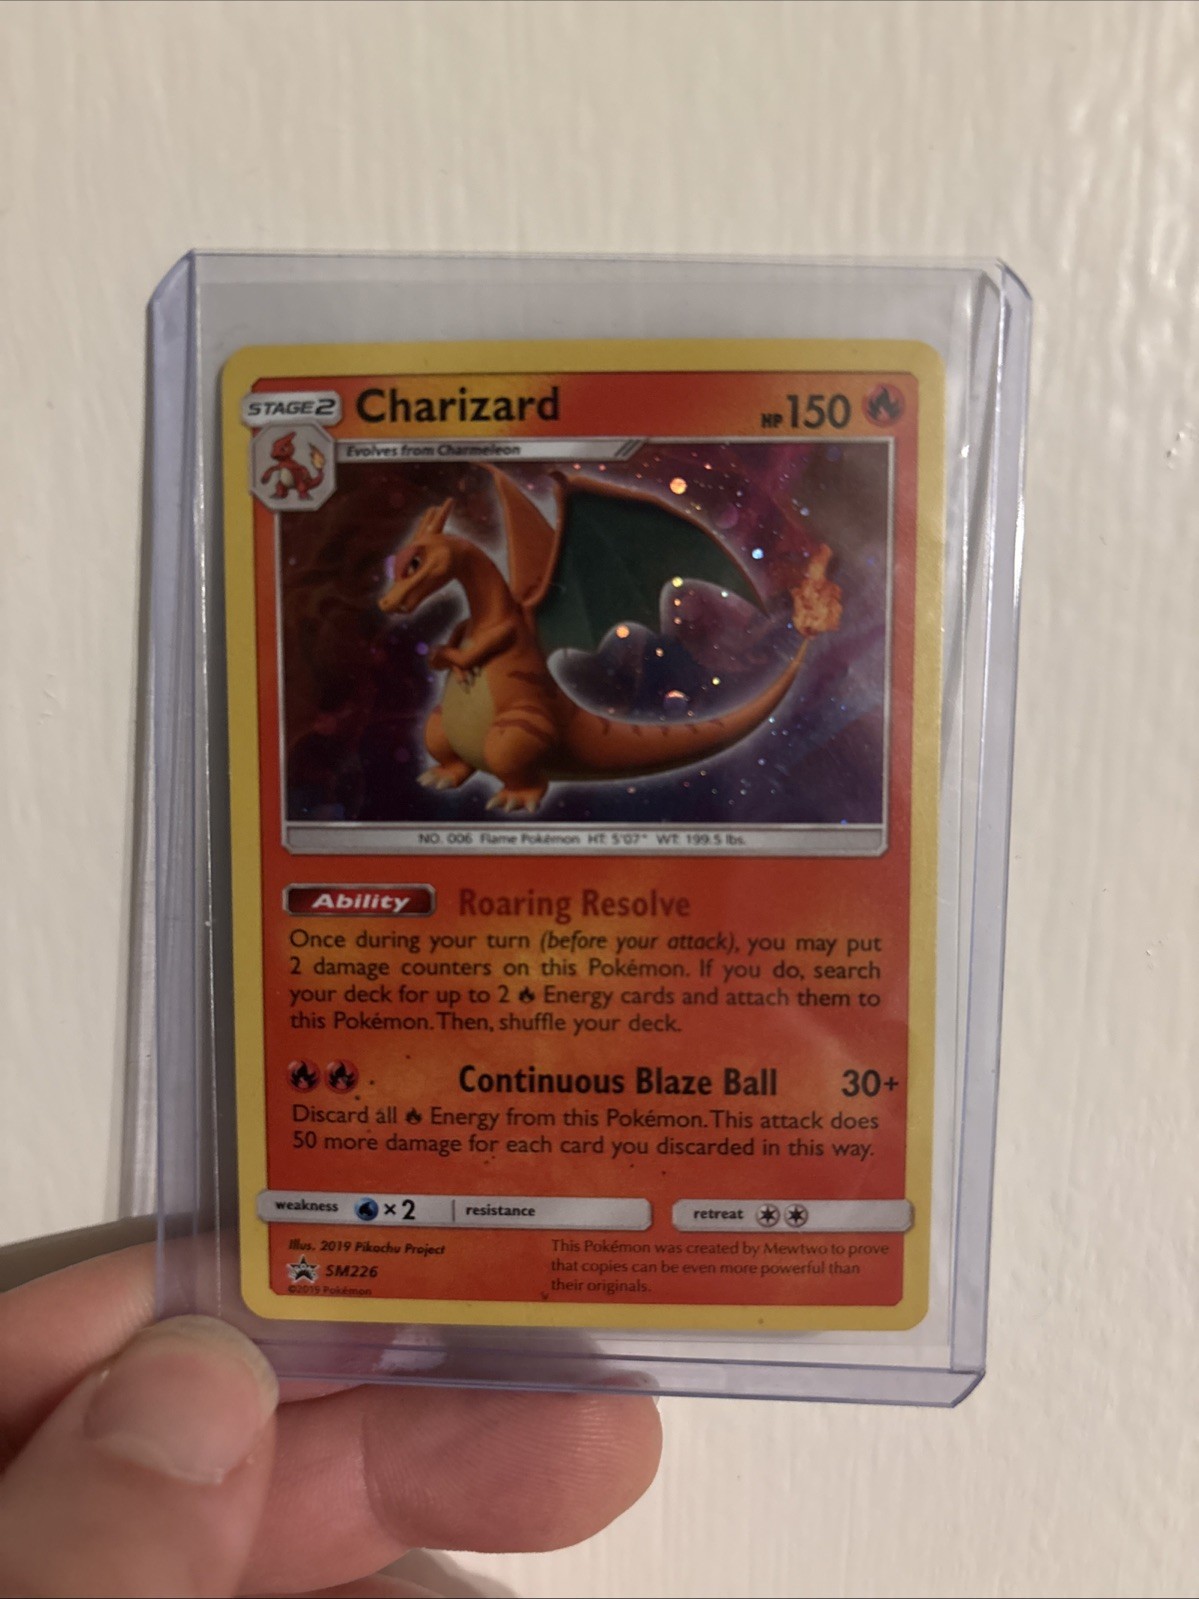 STAGE 2 Charizard HP 150
Evolves from Charmeleon
NO. 006 Flame Pokémon HT: 5'07" WT: 199.5 lbs.
Ability Roaring Resolve
Once during your turn (before your attack), you may put
2 damage counters on this Pokémon. If you do, search
your deck for up to 2 Energy cards and attach them to
this Pokémon. Then, shuffle your deck.
Continuous Blaze Ball 30+
Discard all Energy from this Pokémon. This attack does
50 more damage for each card you discarded in this way.
weakness × 2 resistance retreat
Illus. 2019 Pikachu Project
SM226
©2019 Pokémon
This Pokémon was created by Mewtwo to prove
that copies can be even more powerful than
their originals.